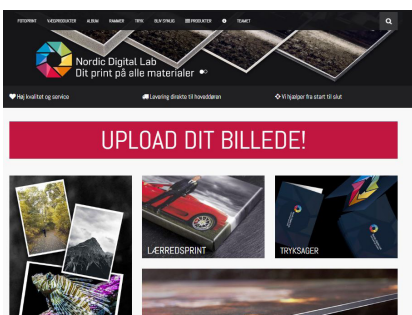 FOTOPRINT VÆGPRODUKTER ALBUM RAMMER TRYK BLIV SYNLIG PRODUKTER TEAMET
Nordic Digital Lab
Dit print på alle materialer
Høj kvalitet og service Levering direkte til hoveddøren Vi hjælper fra start til slut
UPLOAD DIT BILLEDE!
LÆRREDSPRINT TRYKSAGER